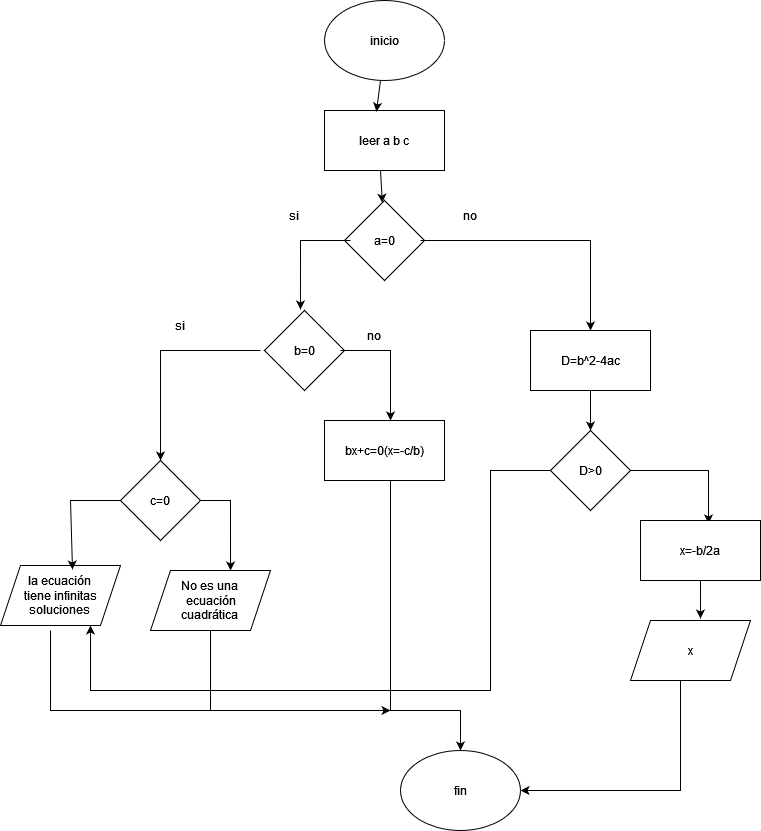 inicio
leer a b c
si
no
a=0
si
no
b=0
D=b^2-4ac
bx+c=0(x=-c/b)
c=0
D>0
x=-b/2a
la ecuación
tiene infinitas
soluciones
No es una
ecuación
cuadrática
x
fin